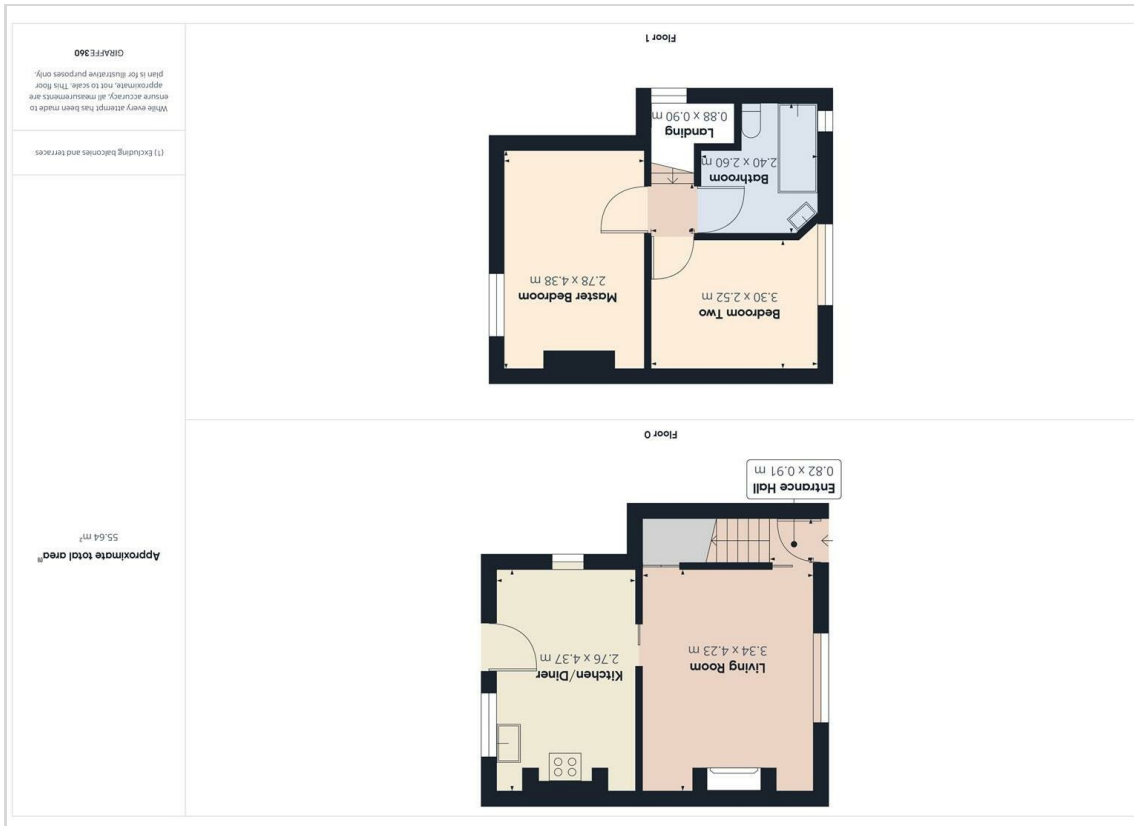 Floor 0
Living Room
3.34 x 4.23 m
Kitchen/Diner
2.76 x 4.37 m
Entrance Hall
0.82 x 0.91 m
Floor 1
Bedroom Two
3.30 x 2.52 m
Master Bedroom
2.78 x 4.38 m
Bathroom
2.40 x 2.60 m
Landing
0.88 x 0.90 m
Approximate total area(1)
55.64 m²
(1) Excluding balconies and terraces
While every attempt has been made to
ensure accuracy, all measurements are
approximate, not to scale. This floor
plan is for illustrative purposes only.
GIRAFFE360